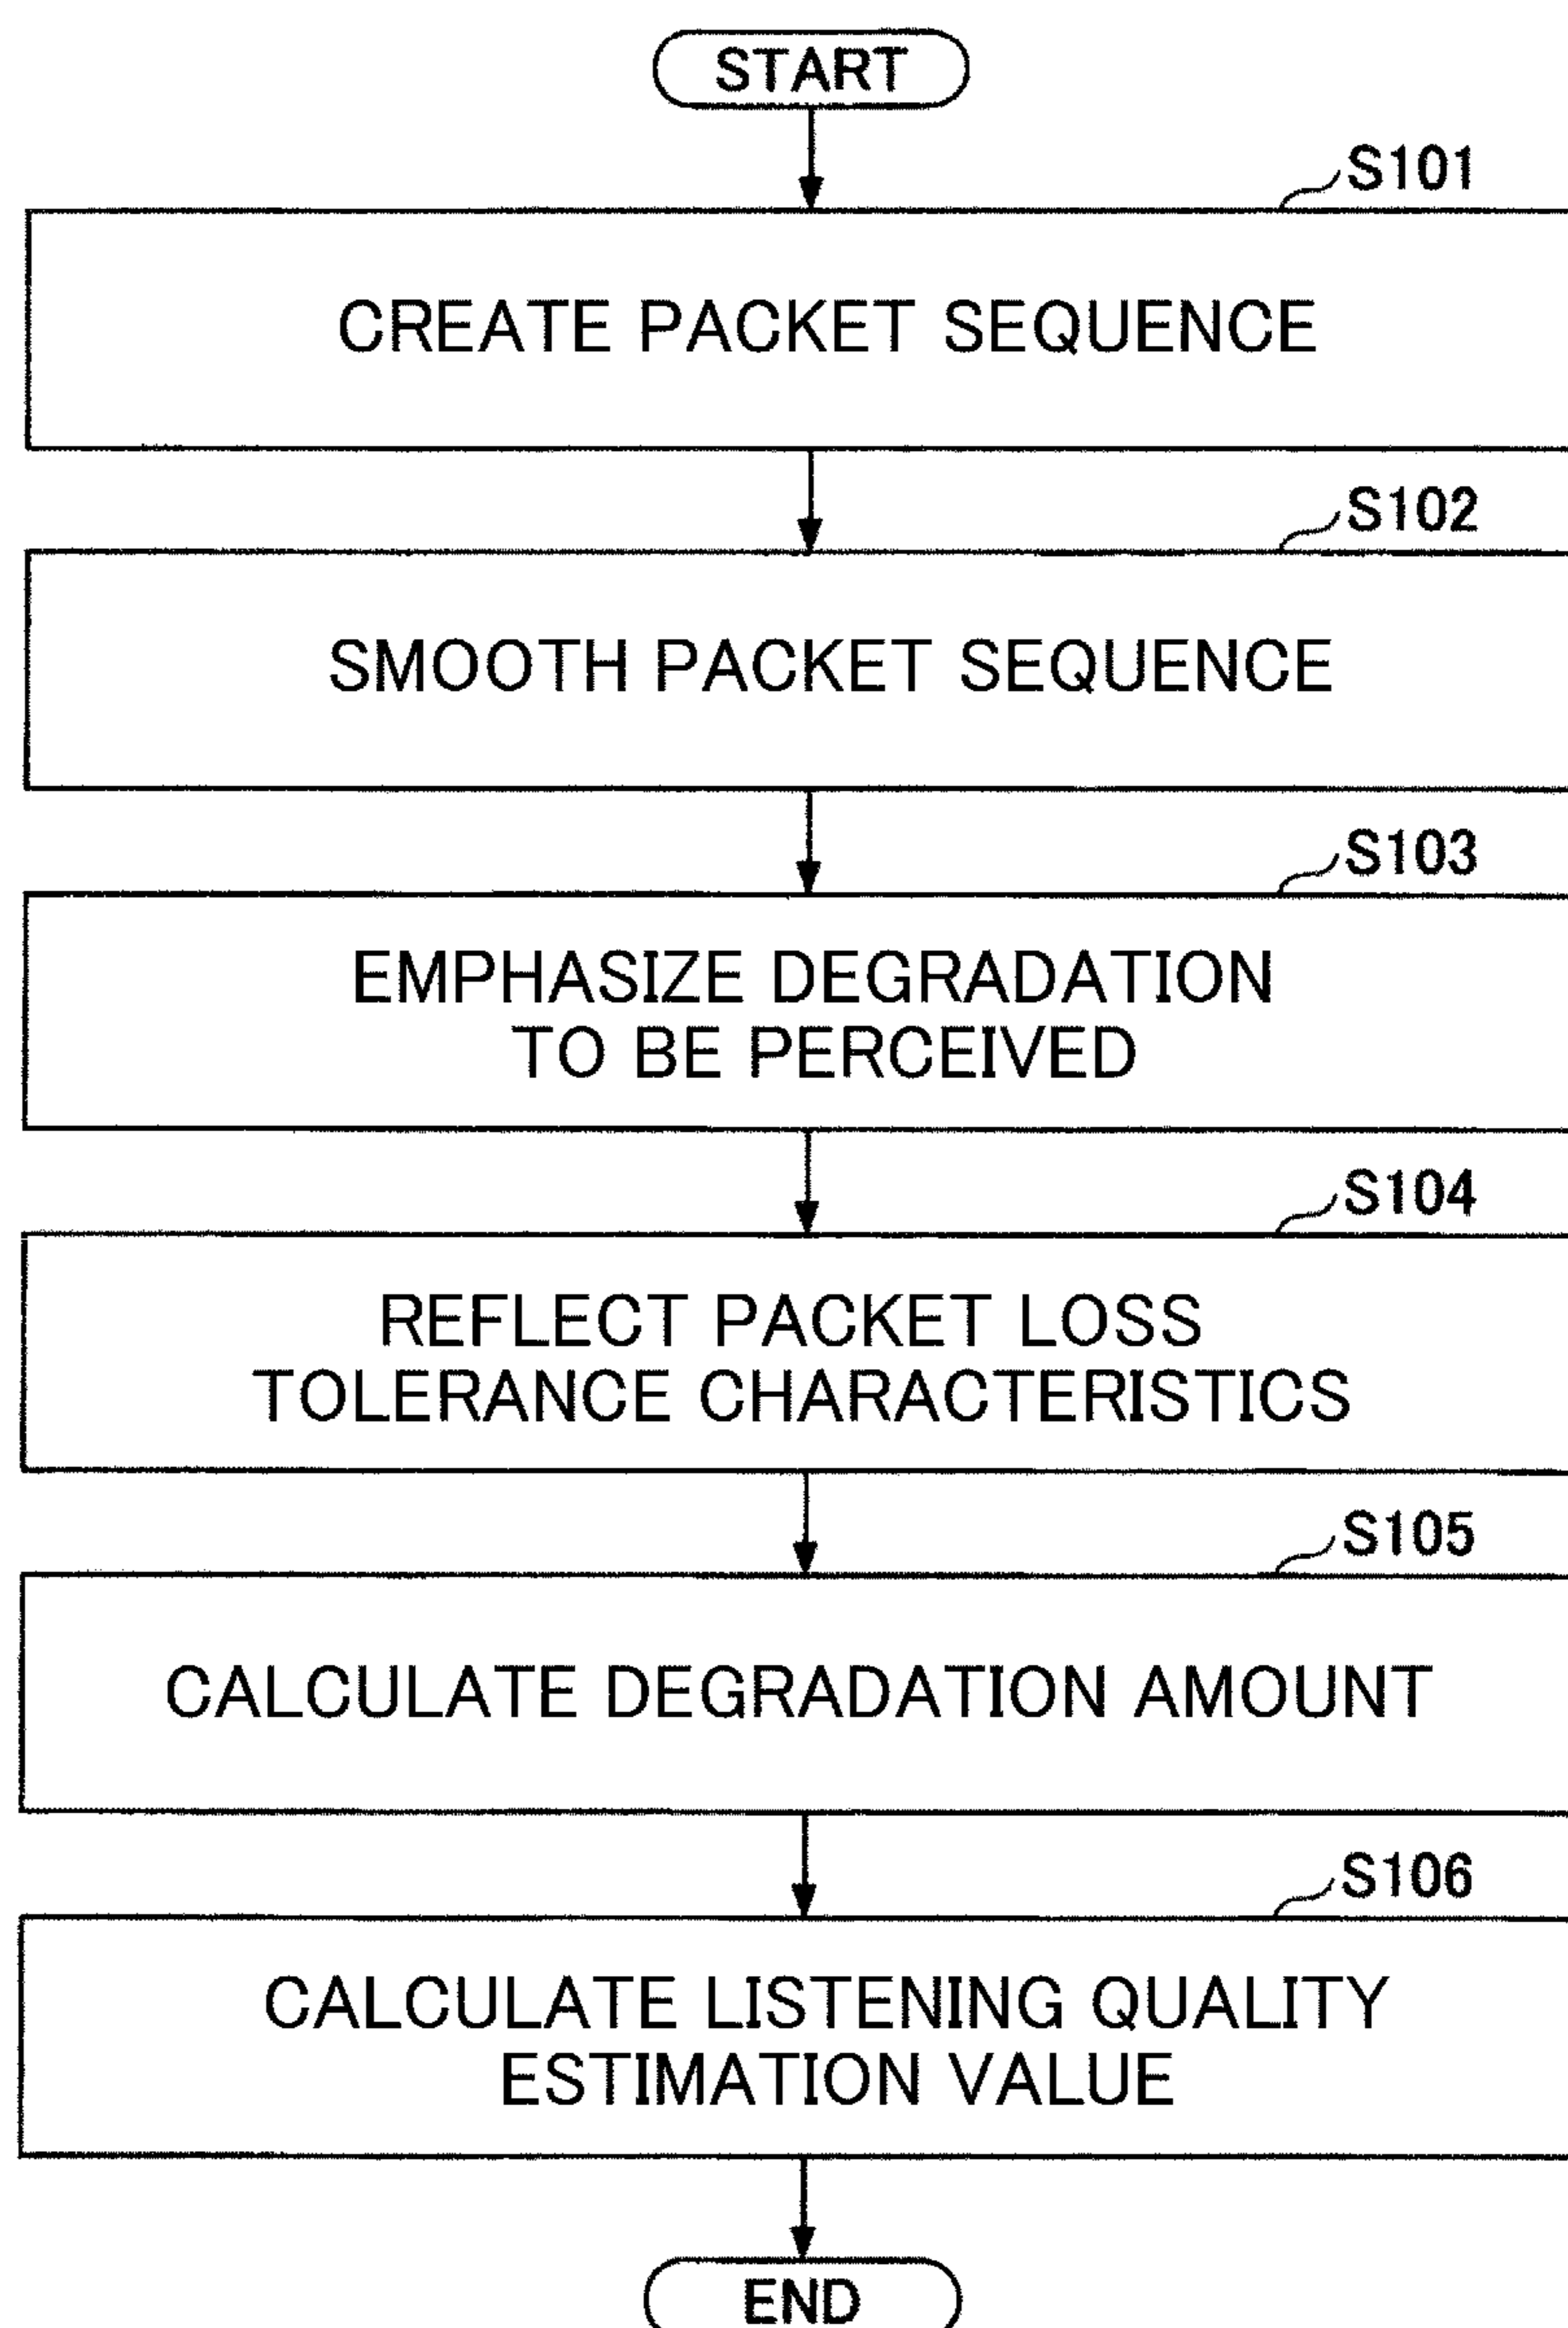 START
S101
CREATE PACKET SEQUENCE
S102
SMOOTH PACKET SEQUENCE
S103
EMPHASIZE DEGRADATION
TO BE PERCEIVED
S104
REFLECT PACKET LOSS
TOLERANCE CHARACTERISTICS
S105
CALCULATE DEGRADATION AMOUNT
S106
CALCULATE LISTENING QUALITY
ESTIMATION VALUE
END